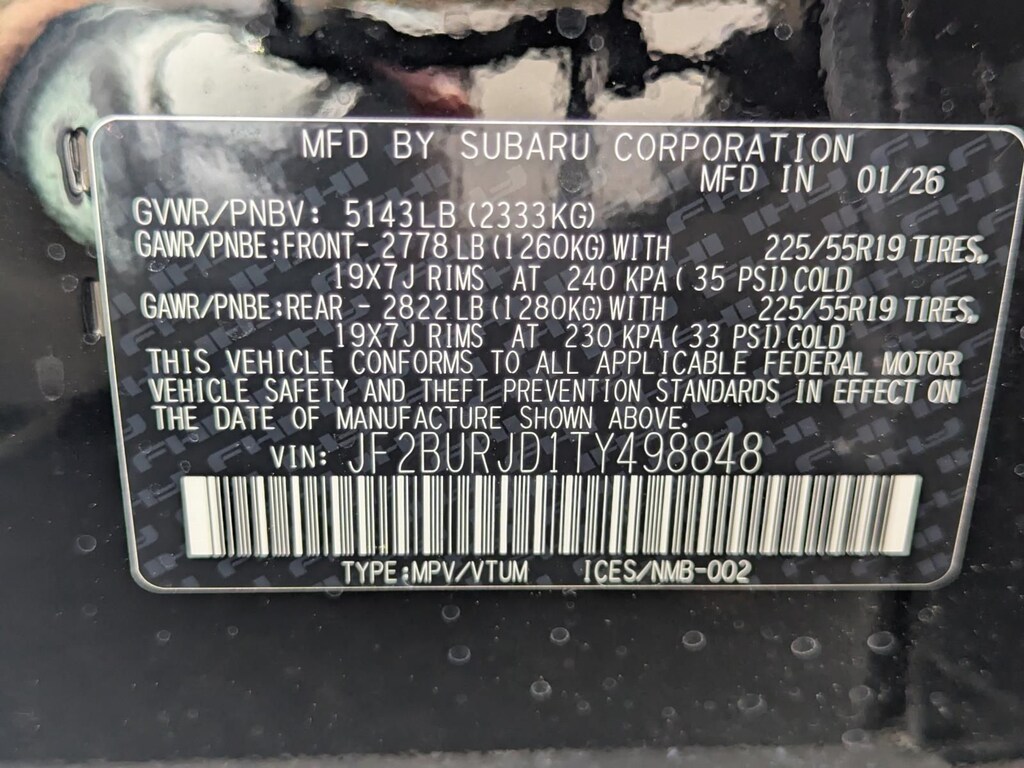 MFD BY SUBARU CORPORATION
MFD IN 01/26
GVWR/PNBV: 5143LB(2333KG)
GAWR/PNBE:FRONT- 2778 LB(1260KG)WITH 225/55R19 TIRES,
19X7J RIMS AT 240 KPA( 35 PSI)COLD
GAWR/PNBE:REAR - 2822 LB(1280KG)WITH 225/55R19 TIRES,
19X7J RIMS AT 230 KPA( 33 PSI)COLD
THIS VEHICLE CONFORMS TO ALL APPLICABLE FEDERAL MOTOR
VEHICLE SAFETY AND THEFT PREVENTION STANDARDS IN EFFECT ON
THE DATE OF MANUFACTURE SHOWN ABOVE.
VIN: JF2BURJD1TY498848
TYPE:MPV/VTUM ICES/NMB-002